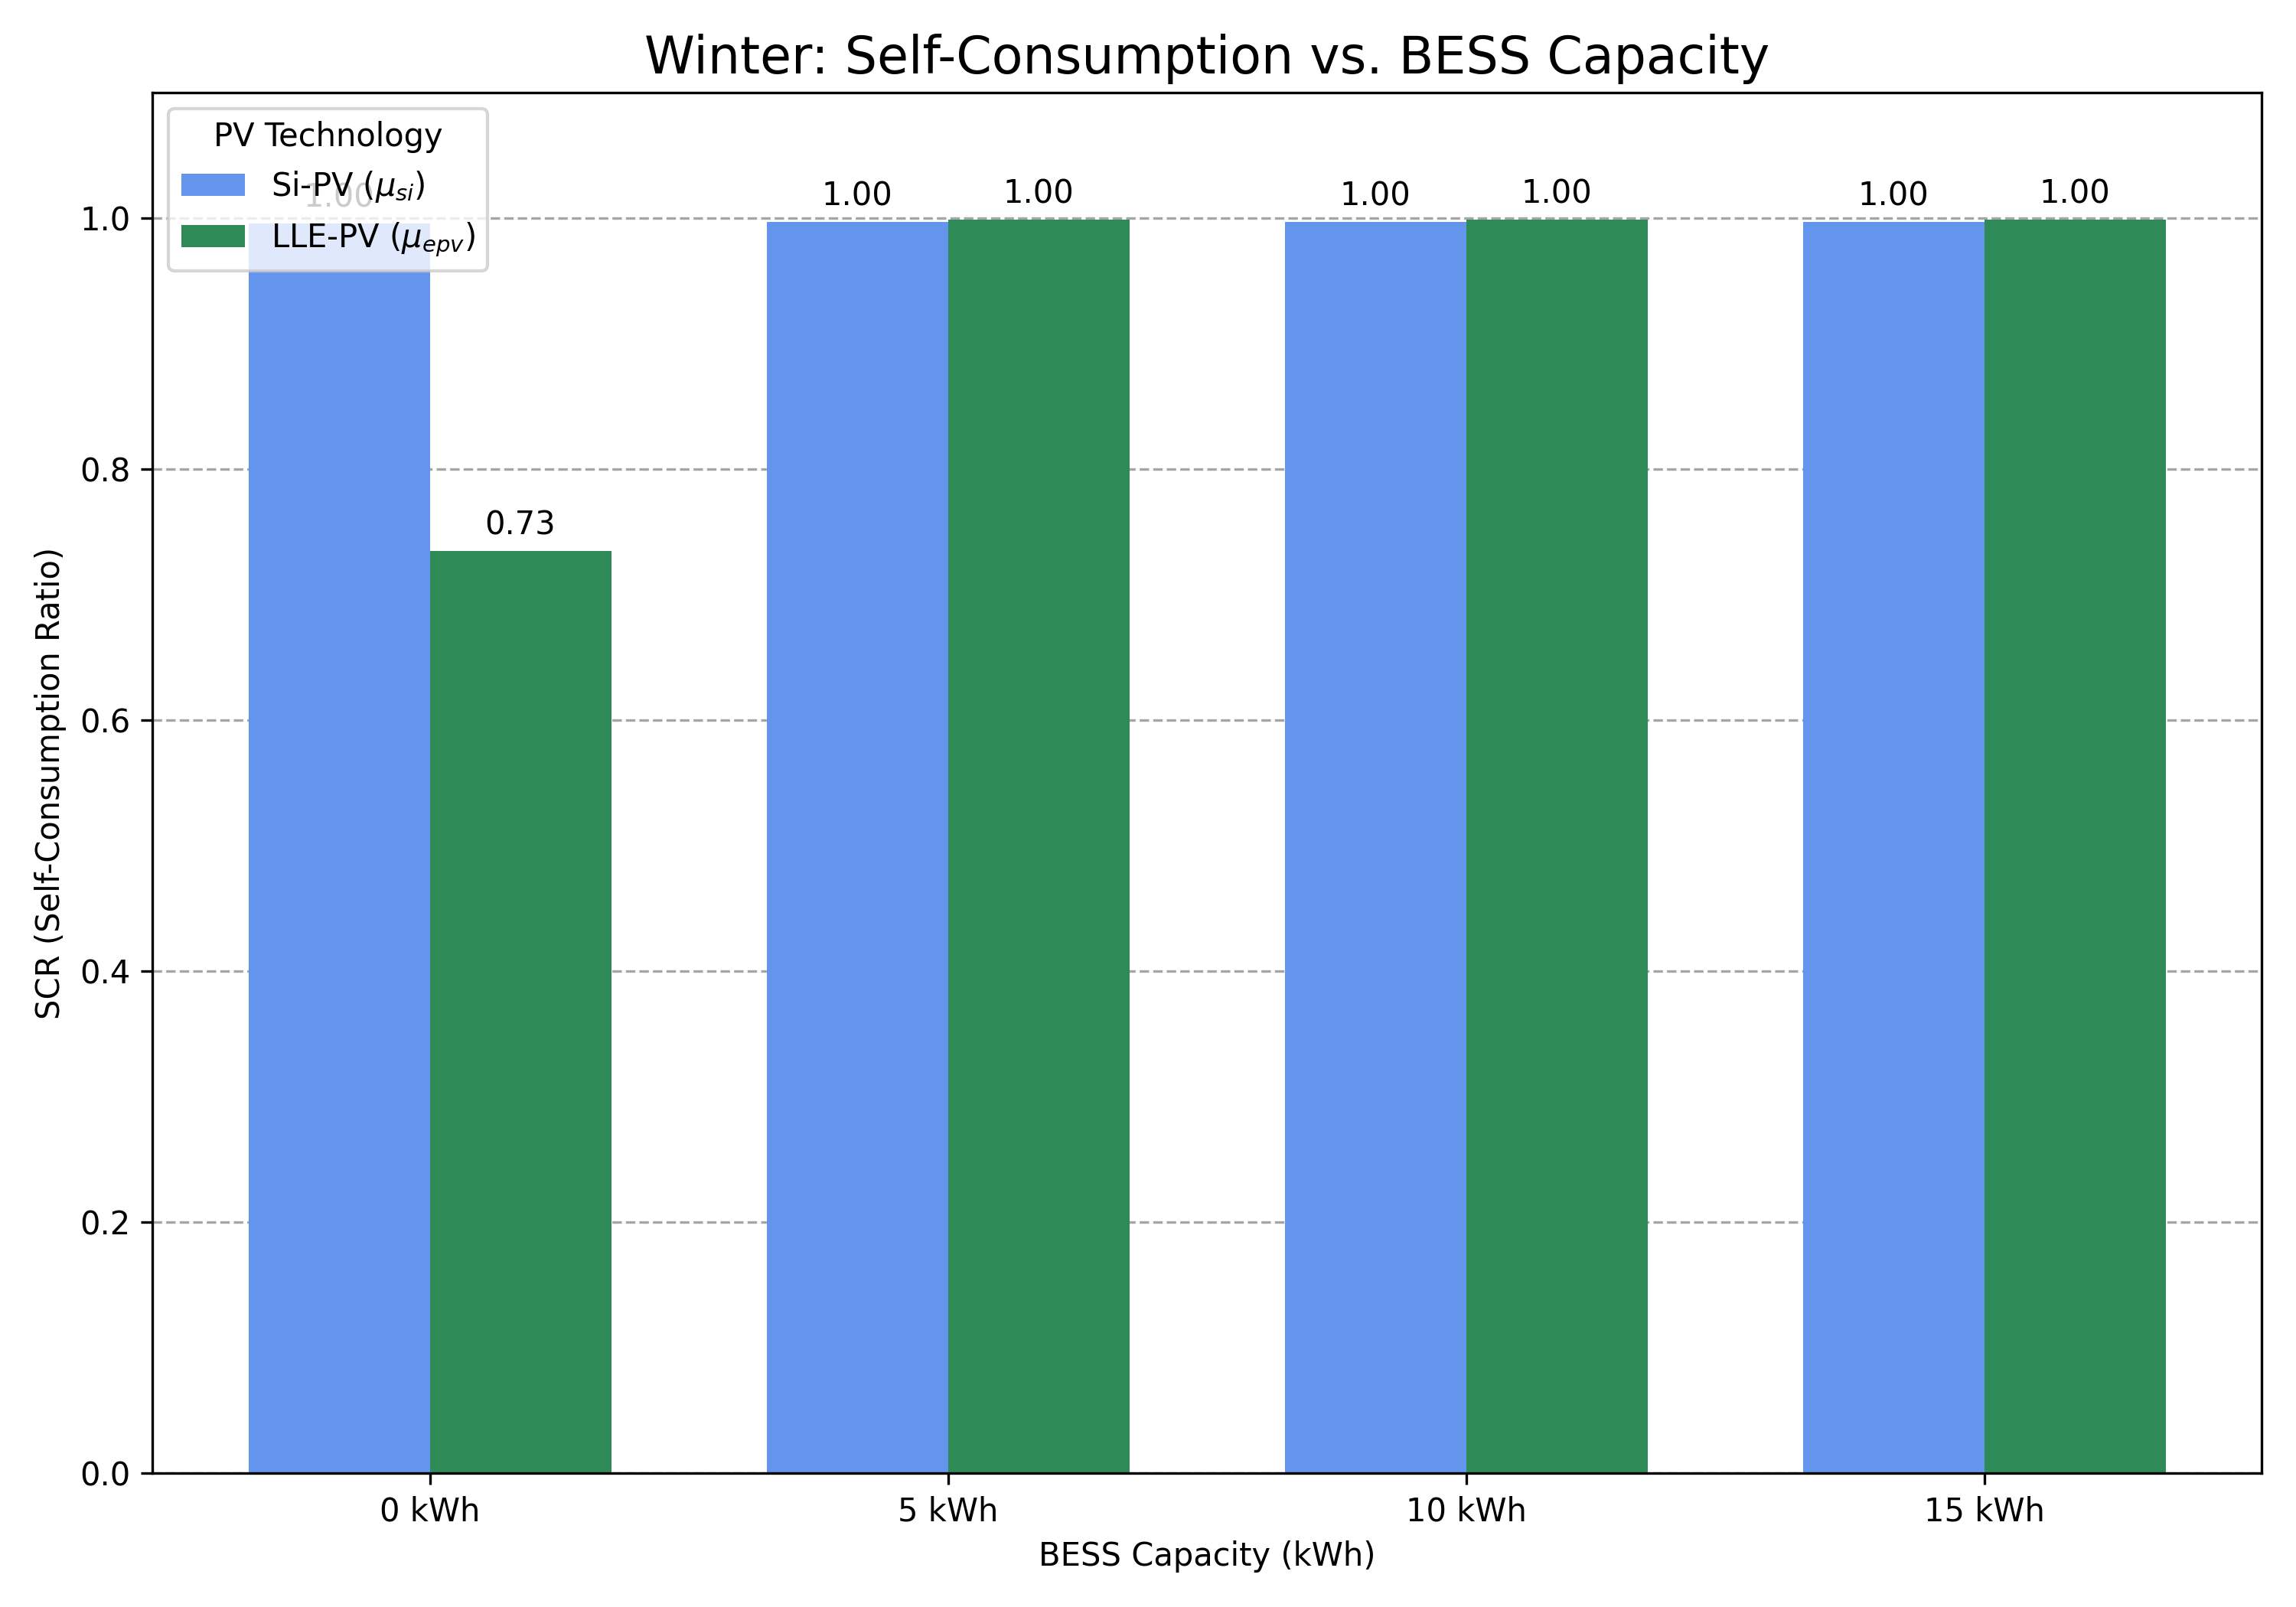 Winter: Self-Consumption vs. BESS Capacity
PV Technology
Si-PV (μsi)
LLE-PV (μepv)
1.00
0.73
1.00
1.00
1.00
1.00
1.00
1.00
1.0
0.8
0.6
0.4
0.2
0.0
SCR (Self-Consumption Ratio)
0 kWh
5 kWh
10 kWh
15 kWh
BESS Capacity (kWh)